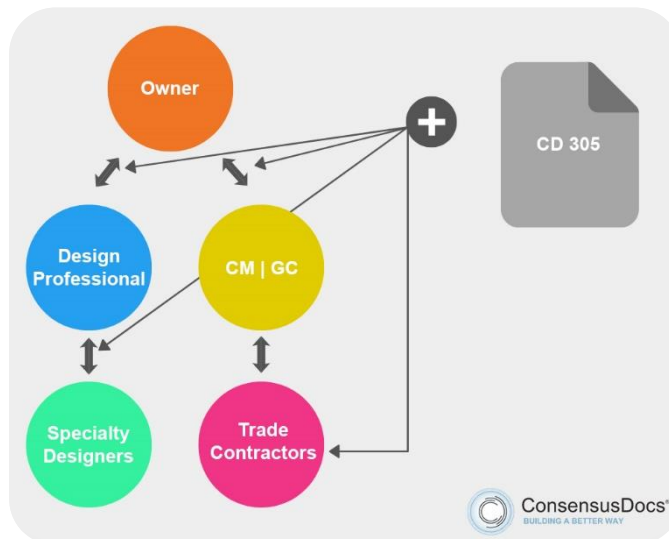 Owner
CD 305
Design
Professional
CM | GC
Specialty
Designers
Trade
Contractors
ConsensusDocs®
BUILDING A BETTER WAY